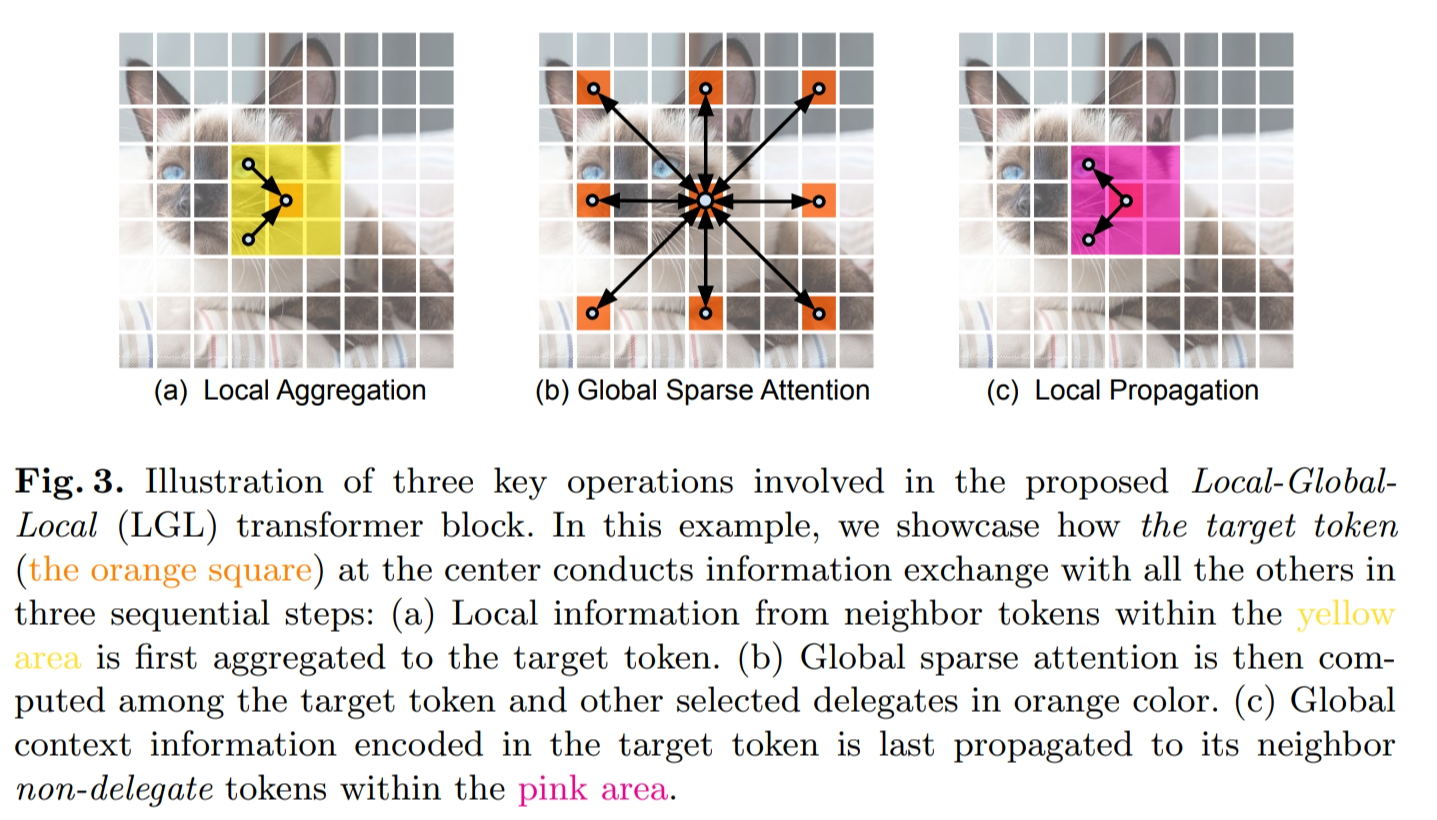 (a) Local Aggregation
(b) Global Sparse Attention
(c) Local Propagation
Fig. 3. Illustration of three key operations involved in the proposed Local-Global-
Local (LGL) transformer block. In this example, we showcase how the target token
(the orange square) at the center conducts information exchange with all the others in
three sequential steps: (a) Local information from neighbor tokens within the yellow
area is first aggregated to the target token. (b) Global sparse attention is then com-
puted among the target token and other selected delegates in orange color. (c) Global
context information encoded in the target token is last propagated to its neighbor
non-delegate tokens within the pink area.